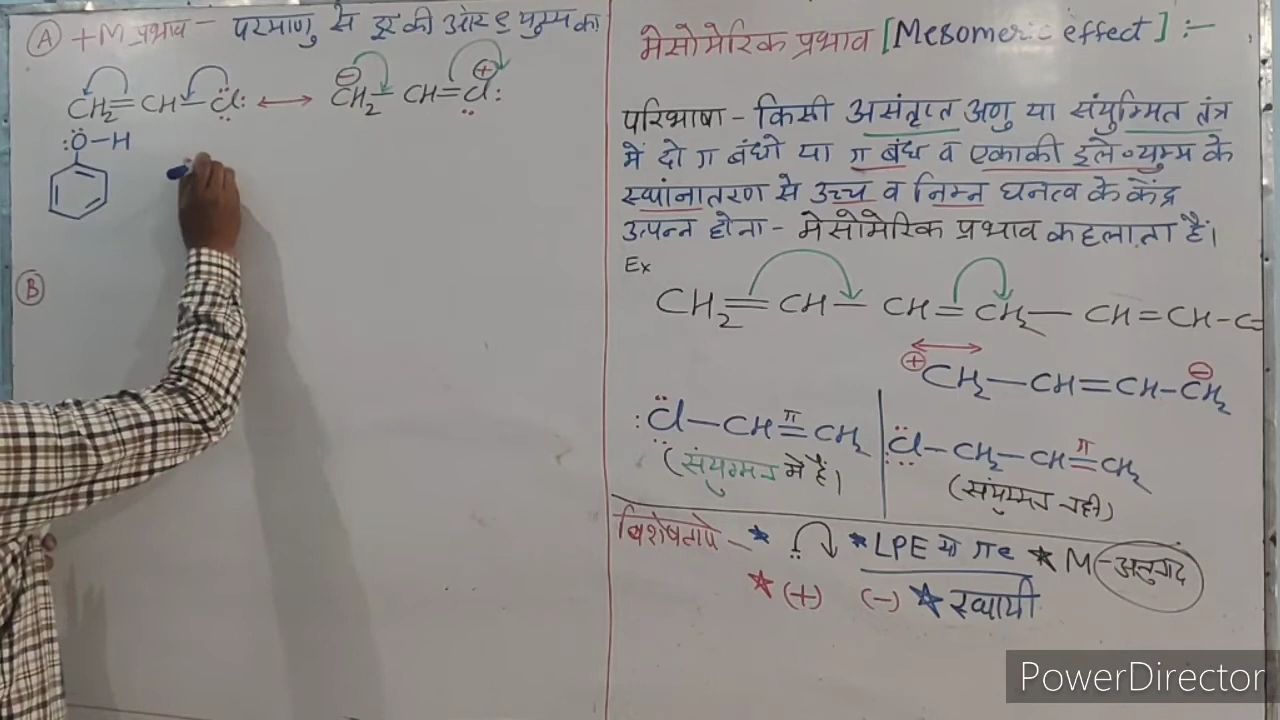 A +M प्रभाव - परमाणु से दूर की ओर e युग्म का
CH₂=CH-Cl: ⟷ ⊖CH₂-CH=Cl⊕:
:Ö-H
B
मेसोमेरिक प्रभाव [Mesomeric effect] :-
परिभाषा - किसी असंतृप्त अणु या संयुग्मित तंत्र
में दो π बंधो या π बंध व एकाकी इले॰युग्म के
स्थांनातरण से उच्च व निम्न घनत्व के केंद्र
उत्पन्न होना - मेसोमेरिक प्रभाव कहलाता है।
Ex
CH₂=CH-CH=CH₂-CH=CH-C=
⟷
⊕CH₂-CH=CH-CH₂⊖
:Cl-CH=CH₂ π
(संयुग्मन मे है।
:Cl-CH₂-CH=CH₂ π
(संयुग्मन नही)
विशेषताऐ - * * LPE या πe * M-अनुनाद
* (+) (-) * स्थायी
PowerDirector